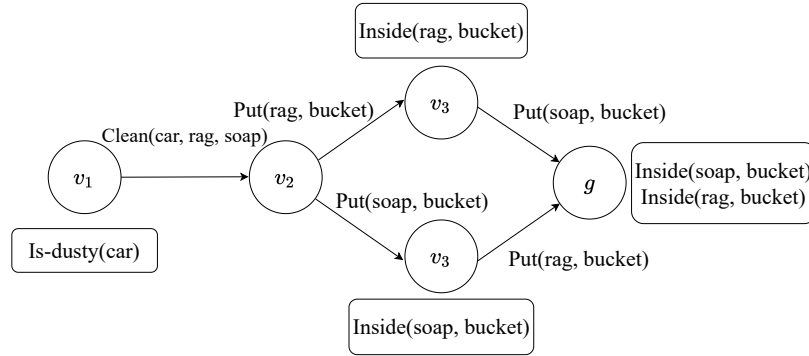 Inside(rag, bucket)
v3
Put(rag, bucket)
Put(soap, bucket)
Clean(car, rag, soap)
v1
v2
g
Inside(soap, bucket)
Inside(rag, bucket)
Put(soap, bucket)
Is-dusty(car)
v3
Put(rag, bucket)
Inside(soap, bucket)